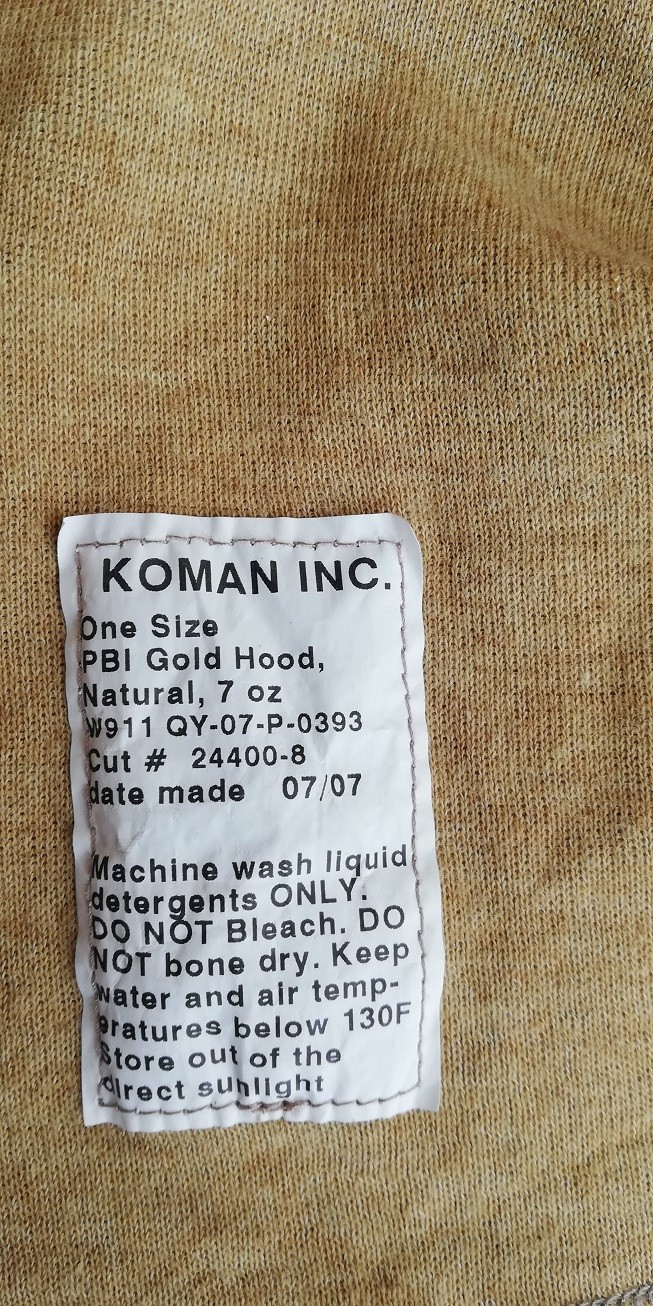 KOMAN INC.
One Size
PBI Gold Hood,
Natural, 7 oz
W911 QY-07-P-0393
Cut # 24400-8
date made 07/07
Machine wash liquid
detergents ONLY.
DO NOT Bleach. DO
NOT bone dry. Keep
water and air temp-
eratures below 130F
Store out of the
direct sunlight